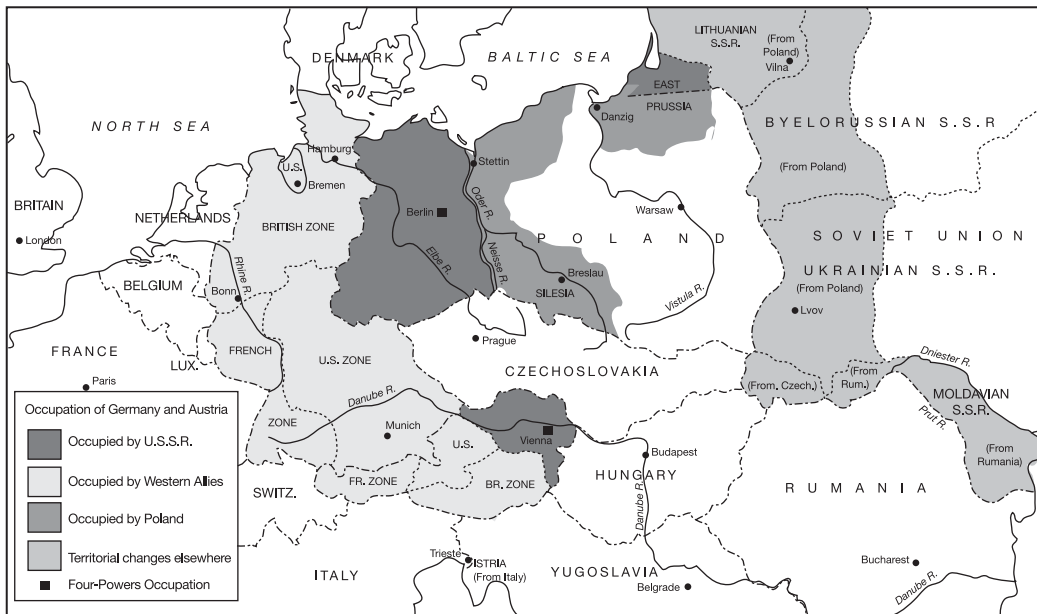 LITHUANIAN
S.S.R.
(From
Poland)
Vilna
DENMARK
BALTIC SEA
EAST
PRUSSIA
Danzig
NORTH SEA
BYELORUSSIAN S.S.R
(From Poland)
Hamburg
U.S.
Bremen
Stettin
Oder R.
BRITAIN
London
NETHERLANDS
BRITISH ZONE
Berlin
Elbe R.
Neisse R.
Warsaw
POLAND
SOVIET UNION
UKRAINIAN S.S.R.
(From Poland)
Rhine R.
BELGIUM
Bonn
Breslau
SILESIA
Vistula R.
Lvov
Prague
FRANCE
LUX.
FRENCH
U.S. ZONE
Paris
CZECHOSLOVAKIA
(From. Czech.)
(From
Rum.)
Dniester R.
MOLDAVIAN
S.S.R.
Prut R.
(From
Rumania)
Danube R.
ZONE
Munich
U.S.
Vienna
Budapest
HUNGARY
SWITZ.
FR. ZONE
BR. ZONE
Danube R.
RUMANIA
Trieste
ISTRIA
(From Italy)
ITALY
YUGOSLAVIA
Belgrade
Bucharest
Danube R.
Occupation of Germany and Austria
Occupied by U.S.S.R.
Occupied by Western Allies
Occupied by Poland
Territorial changes elsewhere
Four-Powers Occupation